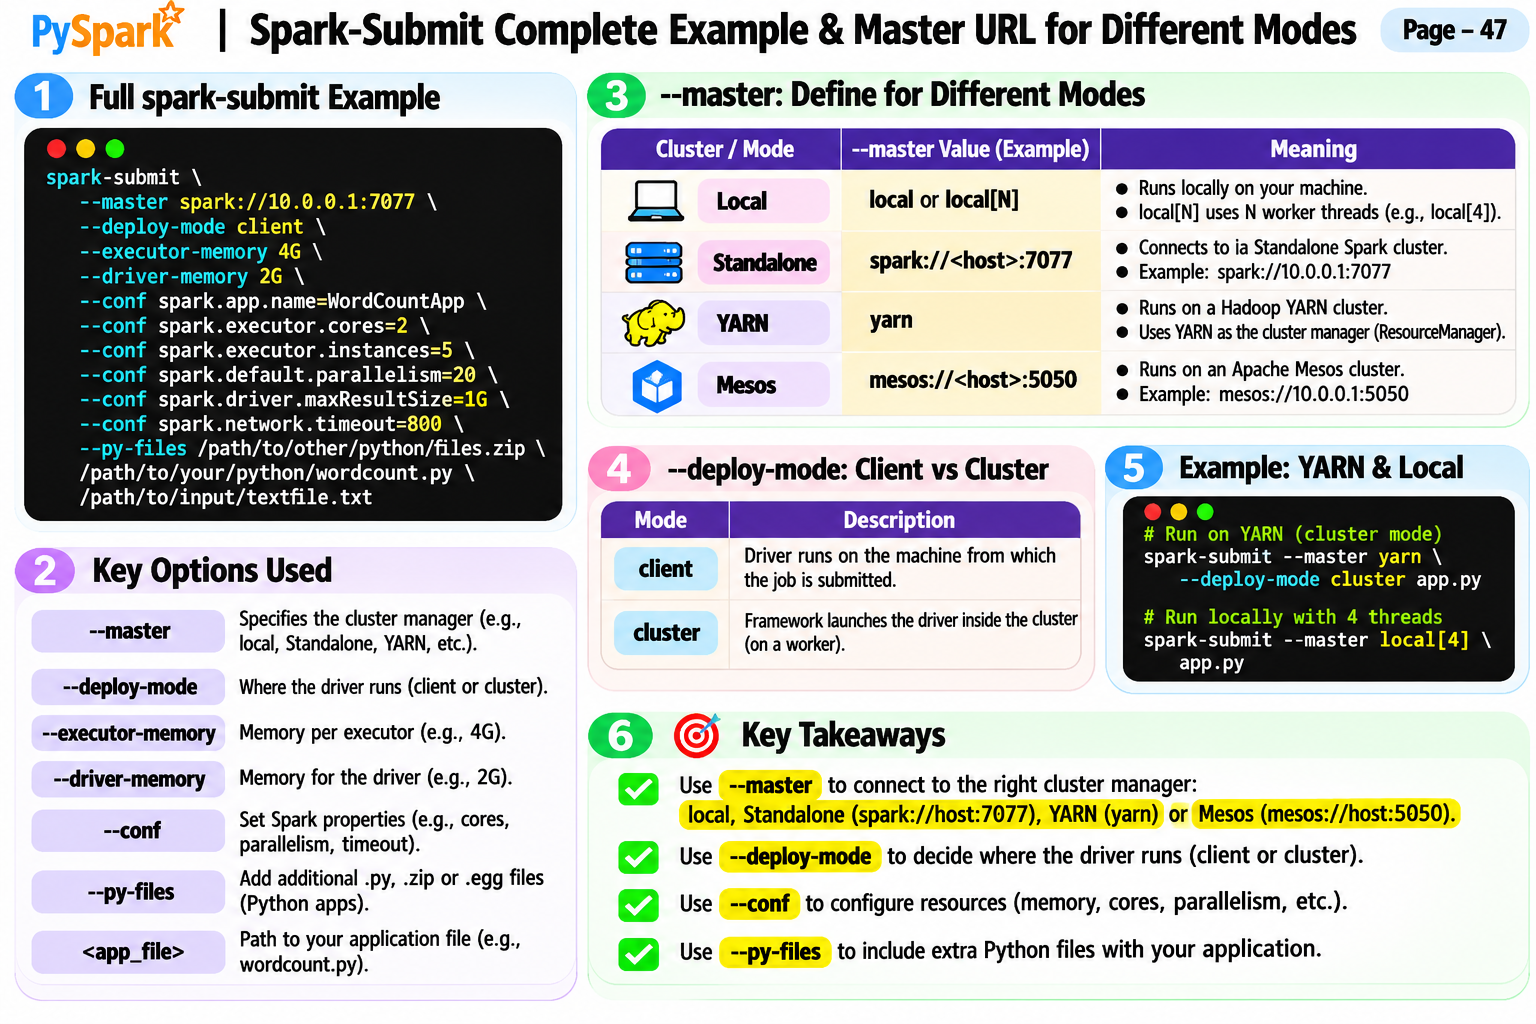 PySpark | Spark-Submit Complete Example & Master URL for Different Modes
Page – 47
1 Full spark-submit Example
spark-submit \
--master spark://10.0.0.1:7077 \
--deploy-mode client \
--executor-memory 4G \
--driver-memory 2G \
--conf spark.app.name=WordCountApp \
--conf spark.executor.cores=2 \
--conf spark.executor.instances=5 \
--conf spark.default.parallelism=20 \
--conf spark.driver.maxResultSize=1G \
--conf spark.network.timeout=800 \
--py-files /path/to/other/python/files.zip \
/path/to/your/python/wordcount.py \
/path/to/input/textfile.txt
2 Key Options Used
--master
Specifies the cluster manager (e.g.,
local, Standalone, YARN, etc.).
--deploy-mode
Where the driver runs (client or cluster).
--executor-memory
Memory per executor (e.g., 4G).
--driver-memory
Memory for the driver (e.g., 2G).
--conf
Set Spark properties (e.g., cores,
parallelism, timeout).
--py-files
Add additional .py, .zip or .egg files
(Python apps).
<app_file>
Path to your application file (e.g.,
wordcount.py).
3 --master: Define for Different Modes
Cluster / Mode
--master Value (Example)
Meaning
Local
local or local[N]
● Runs locally on your machine.
● local[N] uses N worker threads (e.g., local[4]).
Standalone
spark://<host>:7077
● Connects to ia Standalone Spark cluster.
● Example: spark://10.0.0.1:7077
YARN
yarn
● Runs on a Hadoop YARN cluster.
● Uses YARN as the cluster manager (ResourceManager).
Mesos
mesos://<host>:5050
● Runs on an Apache Mesos cluster.
● Example: mesos://10.0.0.1:5050
4 --deploy-mode: Client vs Cluster
Mode
Description
client
Driver runs on the machine from which
the job is submitted.
cluster
Framework launches the driver inside the cluster
(on a worker).
5 Example: YARN & Local
# Run on YARN (cluster mode)
spark-submit --master yarn \
--deploy-mode cluster app.py
# Run locally with 4 threads
spark-submit --master local[4] \
app.py
6 Key Takeaways
Use --master to connect to the right cluster manager:
local, Standalone (spark://host:7077), YARN (yarn) or Mesos (mesos://host:5050).
Use --deploy-mode to decide where the driver runs (client or cluster).
Use --conf to configure resources (memory, cores, parallelism, etc.).
Use --py-files to include extra Python files with your application.